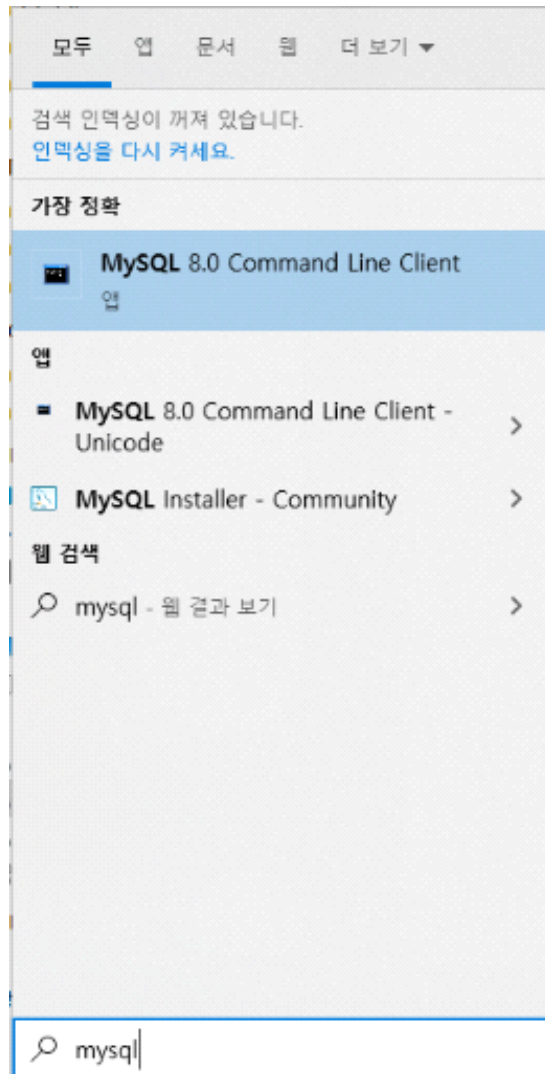 모두 앱 문서 웹 더 보기
검색 인덱싱이 꺼져 있습니다.
인덱싱을 다시 켜세요.
가장 정확
MySQL 8.0 Command Line Client
앱
앱
MySQL 8.0 Command Line Client -
Unicode
MySQL Installer - Community
웹 검색
mysql - 웹 결과 보기
mysql